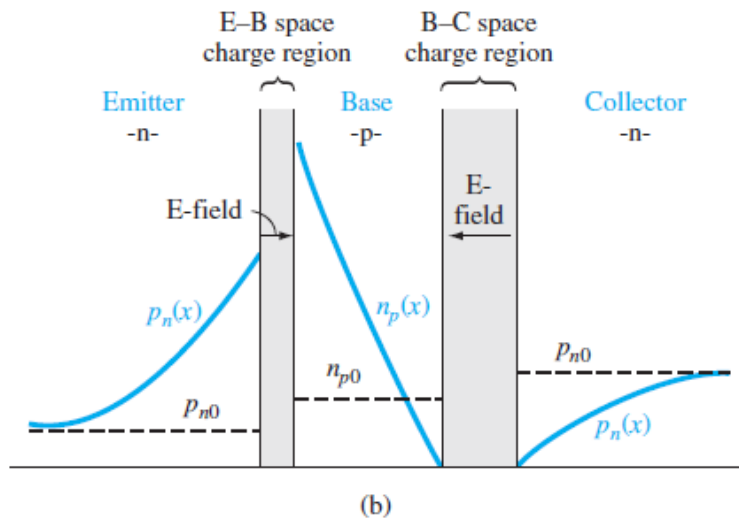 E–B space
charge region
B–C space
charge region
Emitter
-n-
Base
-p-
Collector
-n-
E-field
E-
field
pn(x)
np(x)
pn0
np0
pn0
pn(x)
(b)